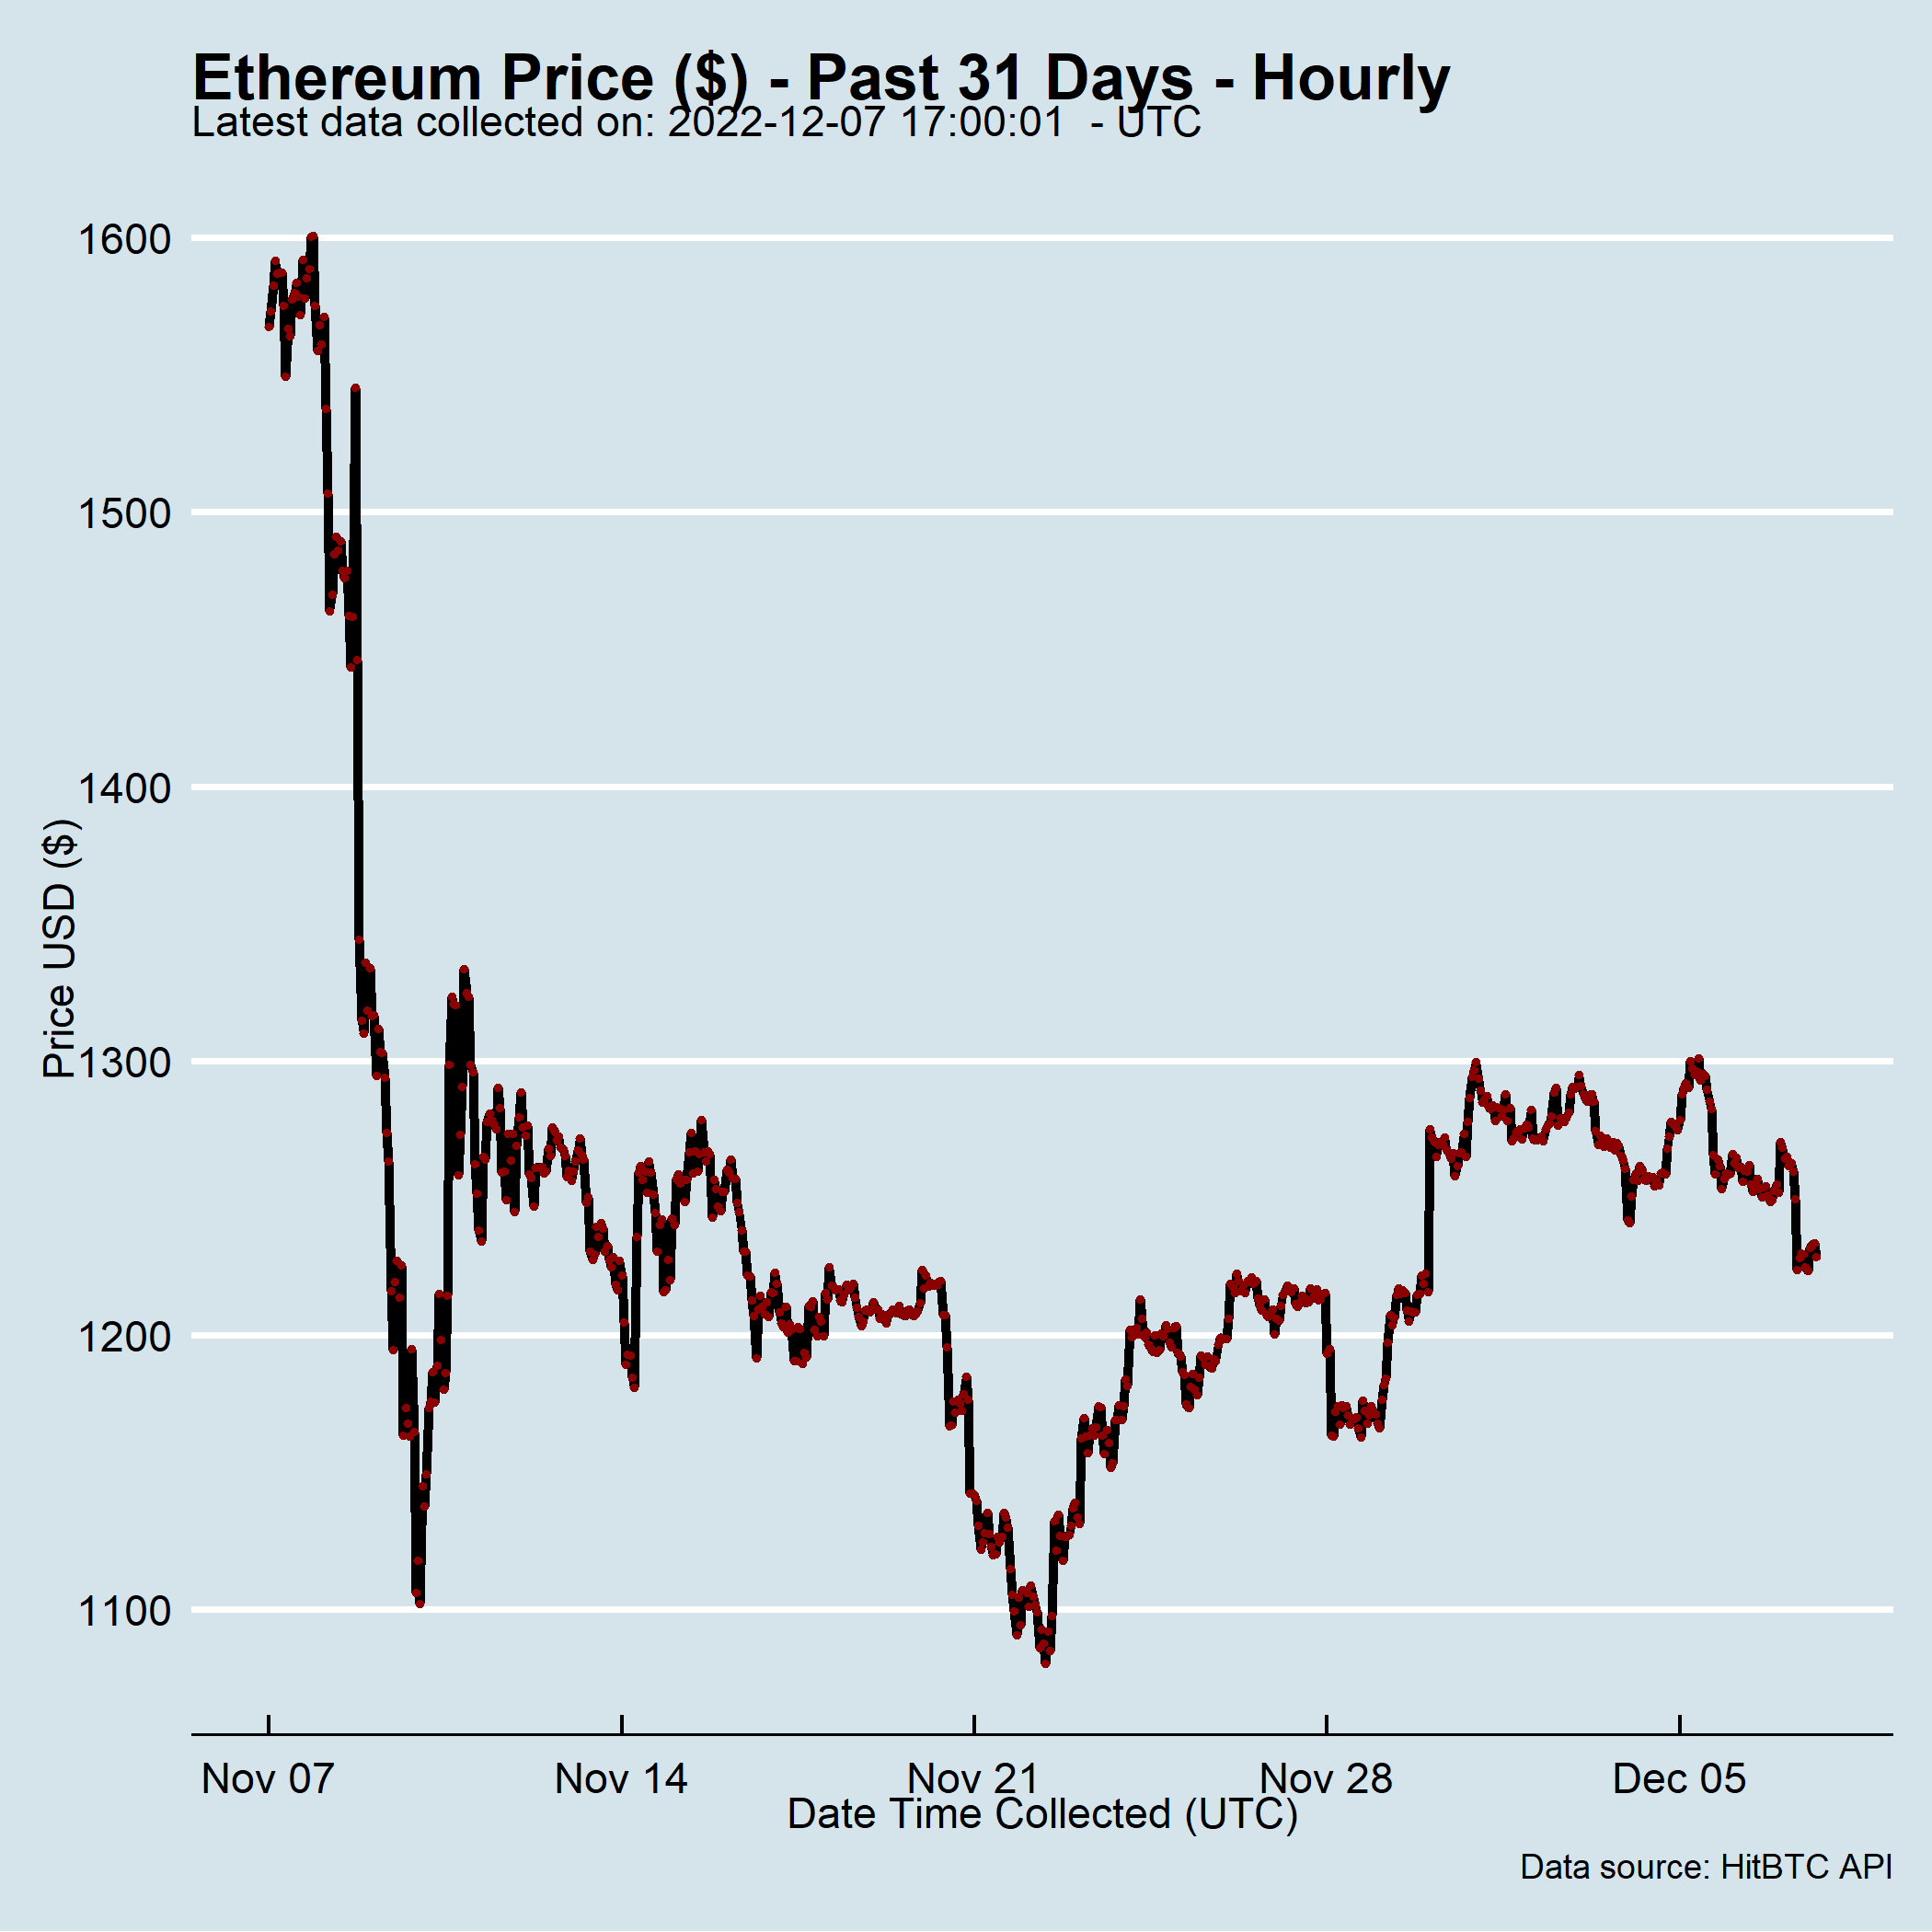 Ethereum Price ($) - Past 31 Days - Hourly
Latest data collected on: 2022-12-07 17:00:01  - UTC
1600
1500
1400
1300
1200
1100
Price USD ($)
Nov 07
Nov 14
Nov 21
Nov 28
Dec 05
Date Time Collected (UTC)
Data source: HitBTC API